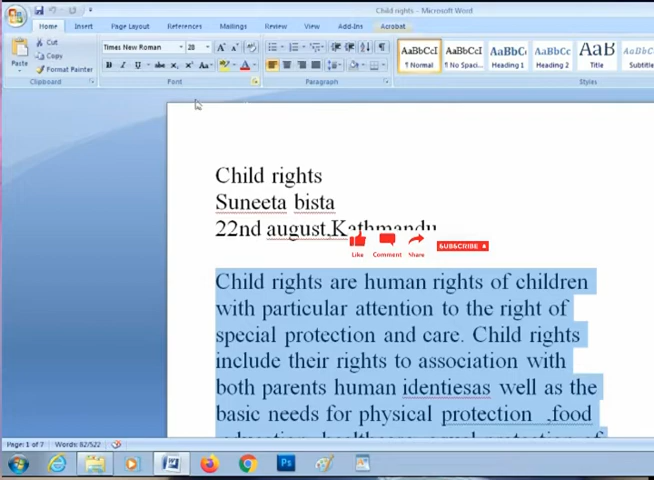 Child rights - Microsoft Word
Home Insert Page Layout References Mailings Review View Add-Ins Acrobat
Cut
Copy
Format Painter
Paste
Times New Roman 28
AaBbCcI AaBbCcI AaBbC AaBbCc AaB AaBbCcl
¶ Normal ¶ No Spaci... Heading 1 Heading 2 Title Subtitle
Clipboard Font Paragraph Styles
Child rights
Suneeta bista
22nd august,Kathmandu
Like Comment Share SUBSCRIBE
Child rights are human rights of children
with particular attention to the right of
special protection and care. Child rights
include their rights to association with
both parents human identiesas well as the
basic needs for physical protection ,food
Page: 1 of 7 Words: 82/522